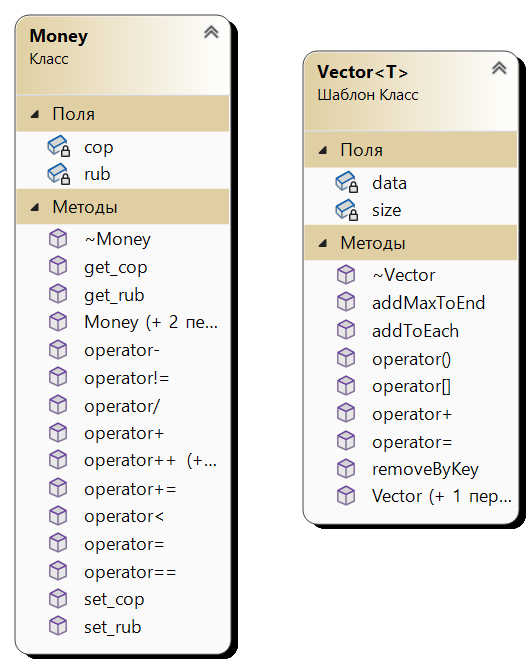 Money
Класс
Поля
cop
rub
Методы
~Money
get_cop
get_rub
Money (+ 2 пе...
operator-
operator!=
operator/
operator+
operator++ (+...
operator+=
operator<
operator=
operator==
set_cop
set_rub
Vector<T>
Шаблон Класс
Поля
data
size
Методы
~Vector
addMaxToEnd
addToEach
operator()
operator[]
operator+
operator=
removeByKey
Vector (+ 1 пер...